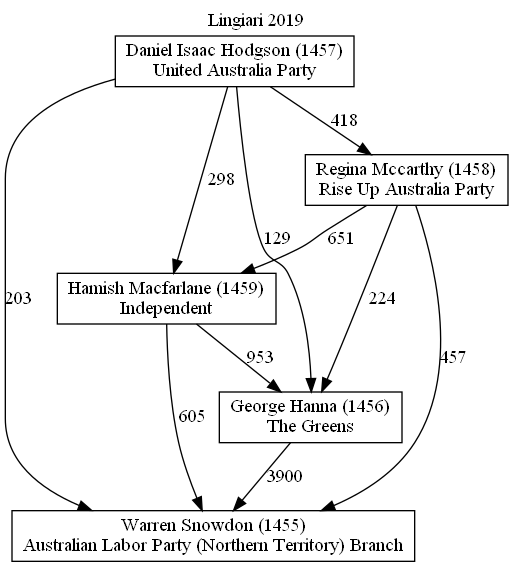 Lingiari 2019
Daniel Isaac Hodgson (1457)
United Australia Party
418
Regina Mccarthy (1458)
Rise Up Australia Party
298
129
651
203
Hamish Macfarlane (1459)
Independent
224
457
953
605
George Hanna (1456)
The Greens
3900
Warren Snowdon (1455)
Australian Labor Party (Northern Territory) Branch